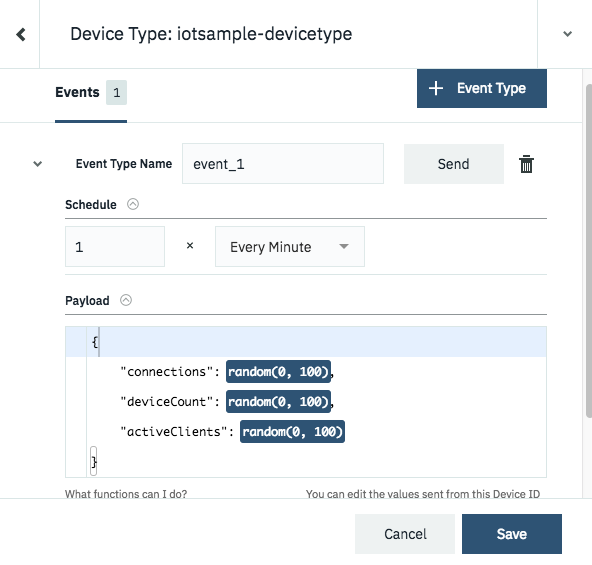 Device Type: iotsample-devicetype
Events 1
+ Event Type
Event Type Name event_1 Send
Schedule
1 × Every Minute
Payload
{
"connections": random(0, 100),
"deviceCount": random(0, 100),
"activeClients": random(0, 100)
}
What functions can I do? You can edit the values sent from this Device ID
Cancel Save